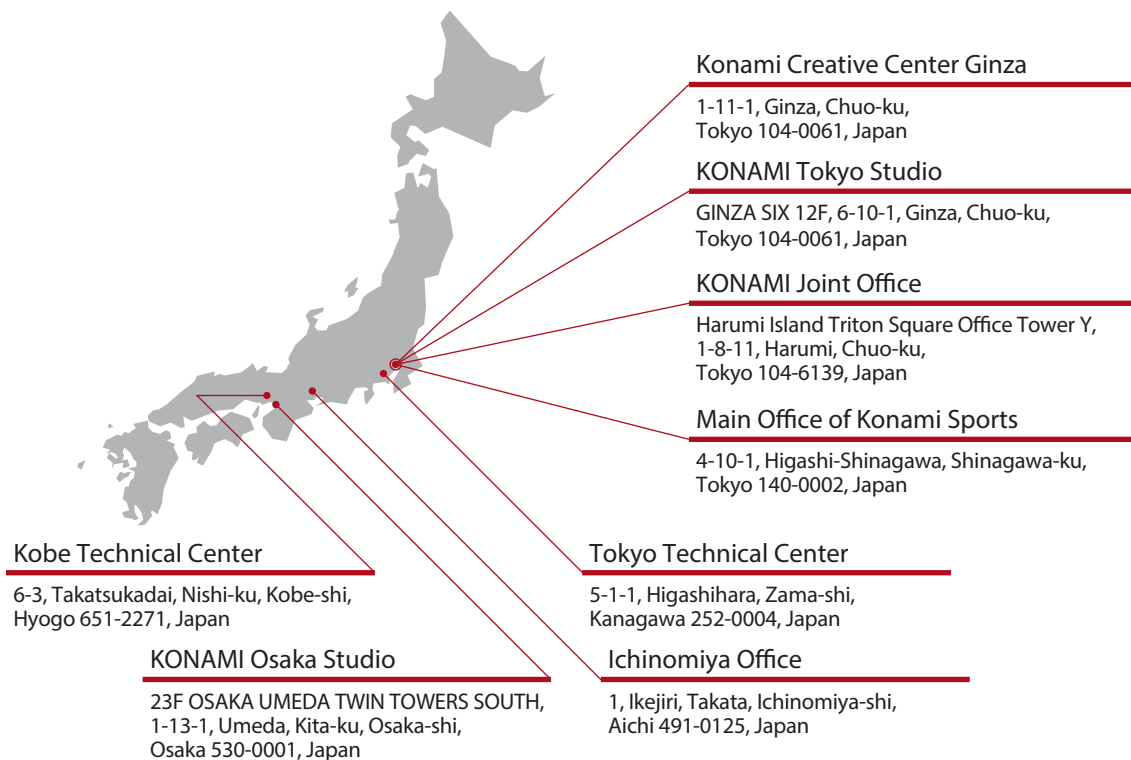 Konami Creative Center Ginza
1-11-1, Ginza, Chuo-ku,
Tokyo 104-0061, Japan
KONAMI Tokyo Studio
GINZA SIX 12F, 6-10-1, Ginza, Chuo-ku,
Tokyo 104-0061, Japan
KONAMI Joint Office
Harumi Island Triton Square Office Tower Y,
1-8-11, Harumi, Chuo-ku,
Tokyo 104-6139, Japan
Main Office of Konami Sports
4-10-1, Higashi-Shinagawa, Shinagawa-ku,
Tokyo 140-0002, Japan
Kobe Technical Center
6-3, Takatsukadai, Nishi-ku, Kobe-shi,
Hyogo 651-2271, Japan
Tokyo Technical Center
5-1-1, Higashihara, Zama-shi,
Kanagawa 252-0004, Japan
KONAMI Osaka Studio
23F OSAKA UMEDA TWIN TOWERS SOUTH,
1-13-1, Umeda, Kita-ku, Osaka-shi,
Osaka 530-0001, Japan
Ichinomiya Office
1, Ikejiri, Takata, Ichinomiya-shi,
Aichi 491-0125, Japan